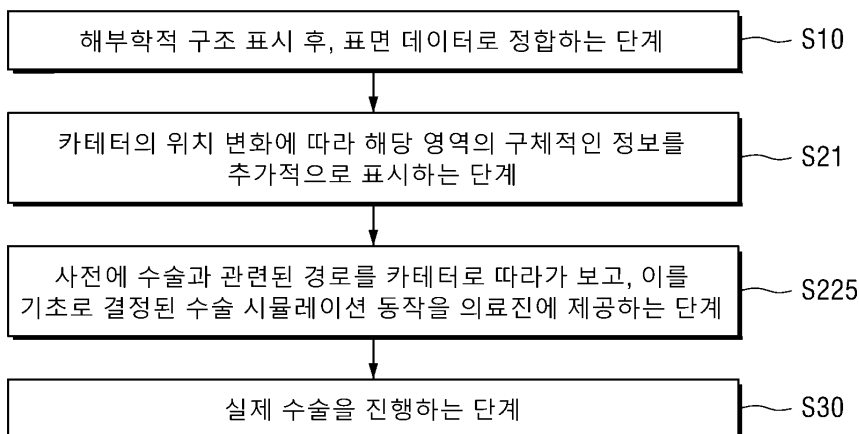 해부학적 구조 표시 후, 표면 데이터로 정합하는 단계
S10
카테터의 위치 변화에 따라 해당 영역의 구체적인 정보를
추가적으로 표시하는 단계
S21
사전에 수술과 관련된 경로를 카테터로 따라가 보고, 이를
기초로 결정된 수술 시뮬레이션 동작을 의료진에 제공하는 단계
S225
실제 수술을 진행하는 단계
S30